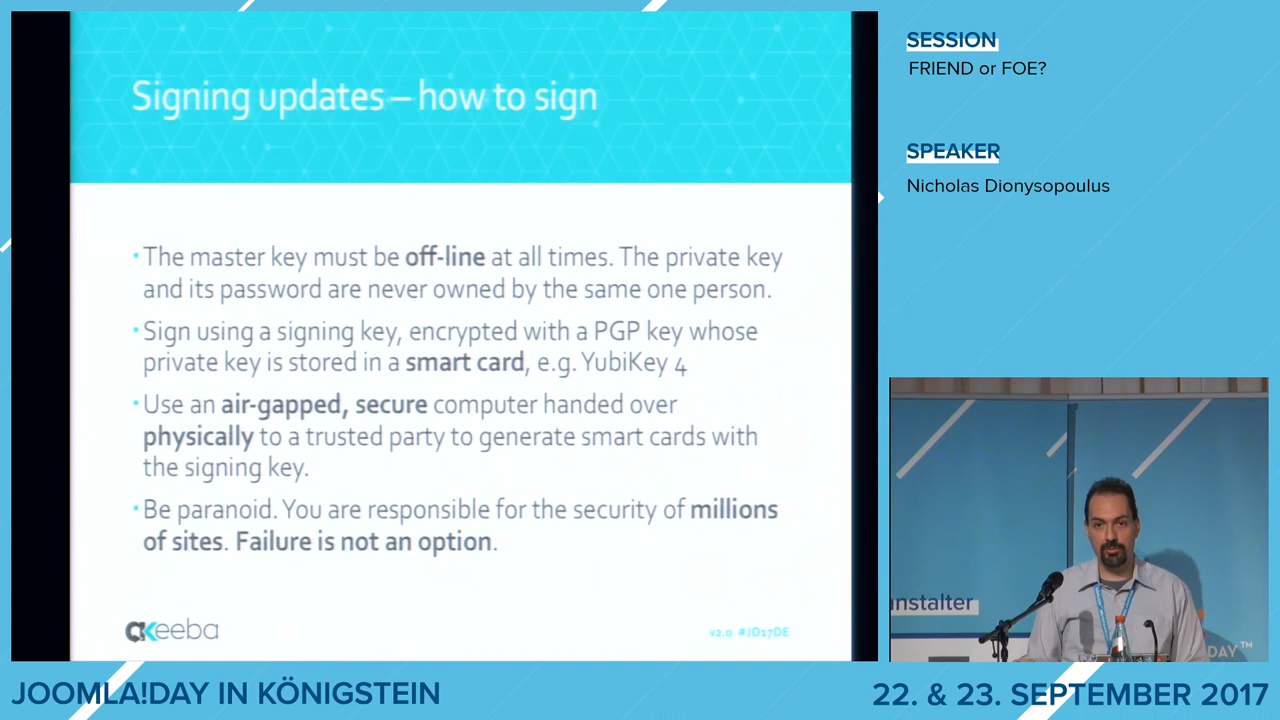 Signing updates – how to sign
• The master key must be off-line at all times. The private key
and its password are never owned by the same one person.
• Sign using a signing key, encrypted with a PGP key whose
private key is stored in a smart card, e.g. YubiKey 4
• Use an air-gapped, secure computer handed over
physically to a trusted party to generate smart cards with
the signing key.
• Be paranoid. You are responsible for the security of millions
of sites. Failure is not an option.
akeeba
v2.0 #JD17DE
SESSION
FRIEND or FOE?
SPEAKER
Nicholas Dionysopoulus
nstalter
DAY™
JOOMLA!DAY IN KÖNIGSTEIN
22. & 23. SEPTEMBER 2017